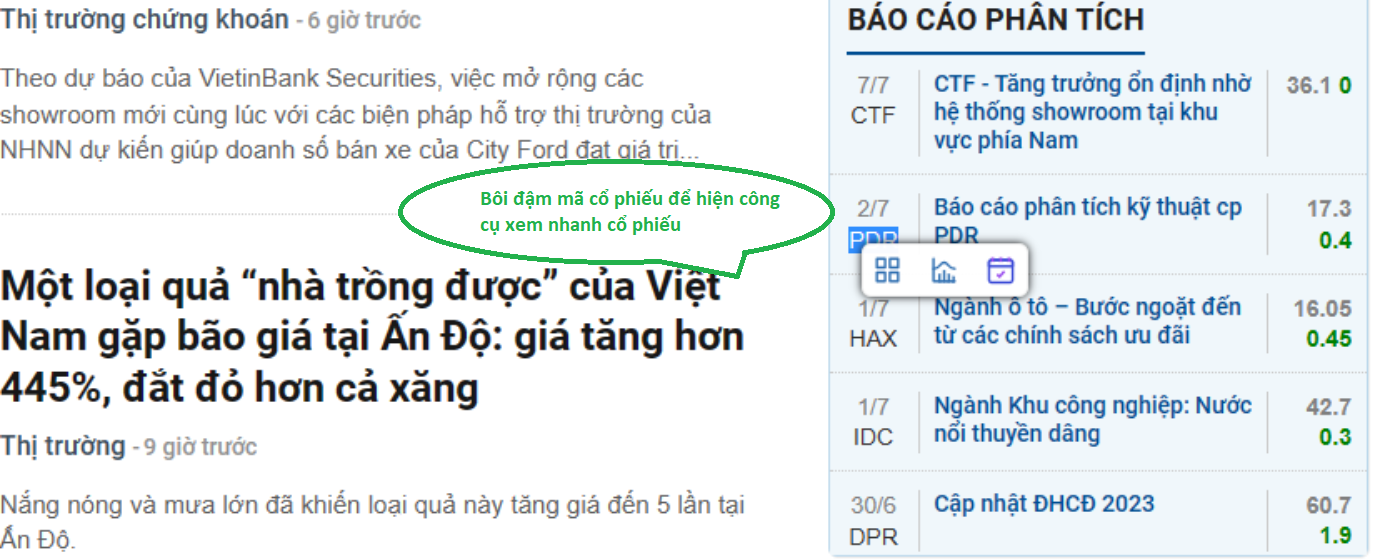 Thị trường chứng khoán - 6 giờ trước
Theo dự báo của VietinBank Securities, việc mở rộng các
showroom mới cùng lúc với các biện pháp hỗ trợ thị trường của
NHNN dự kiến giúp doanh số bán xe của City Ford đạt giá trị...
Bôi đậm mã cổ phiếu để hiện công
cụ xem nhanh cổ phiếu
Một loại quả “nhà trồng được” của Việt
Nam gặp bão giá tại Ấn Độ: giá tăng hơn
445%, đắt đỏ hơn cả xăng
Thị trường - 9 giờ trước
Nắng nóng và mưa lớn đã khiến loại quả này tăng giá đến 5 lần tại
Ấn Độ.
BÁO CÁO PHÂN TÍCH
7/7
CTF
CTF - Tăng trưởng ổn định nhờ
hệ thống showroom tại khu
vực phía Nam
36.1 0
2/7
PDR
Báo cáo phân tích kỹ thuật cp
PDR
17.3
0.4
1/7
HAX
Ngành ô tô – Bước ngoặt đến
từ các chính sách ưu đãi
16.05
0.45
1/7
IDC
Ngành Khu công nghiệp: Nước
nổi thuyền dâng
42.7
0.3
30/6
DPR
Cập nhật ĐHCĐ 2023
60.7
1.9